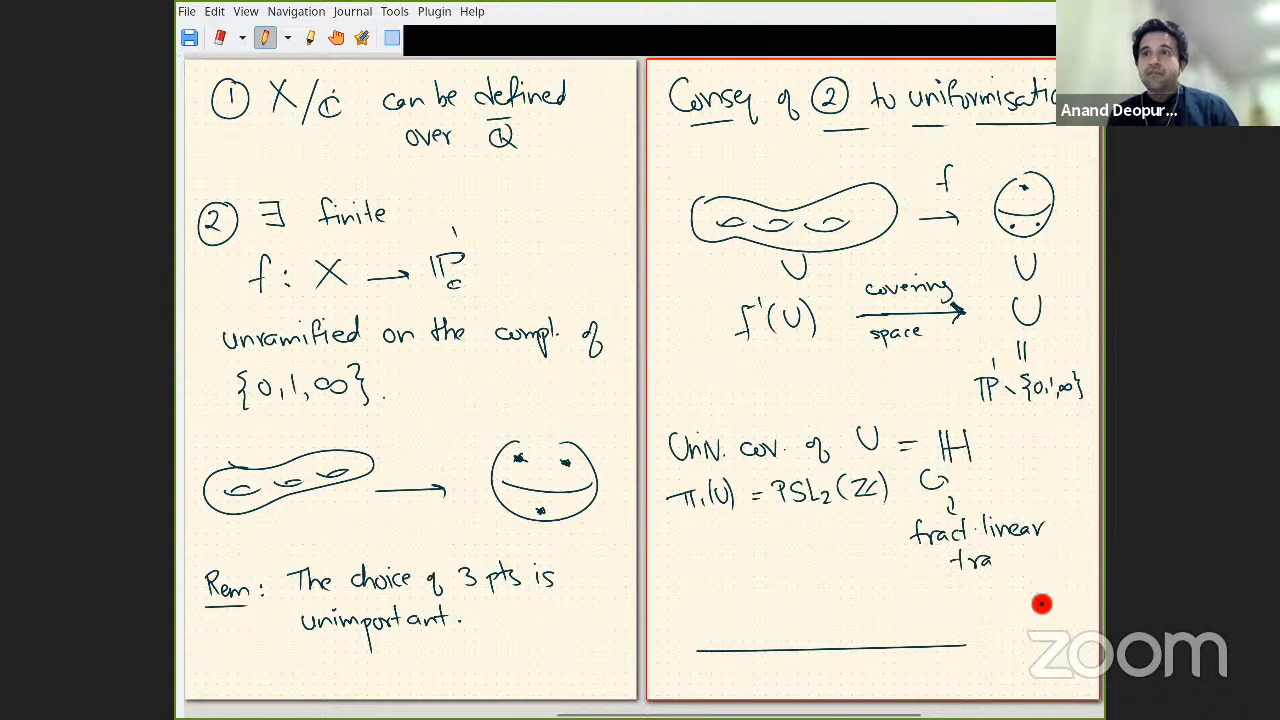 File Edit View Navigation Journal Tools Plugin Help
① X/ℂ can be defined
over Q̅
② ∃ finite
f: X → ℙ¹_ℂ
unramified on the compl. of
{0,1,∞}.
Rem: The choice of 3 pts is
unimportant.
Conseq of ② to uniformisatio
f
∪ ∪
f⁻¹(U) covering space → U
=
ℙ¹ \ {0,1,∞}
Univ. cov. of U = ℍ
π₁(U) = PSL₂(ℤ)
fract. linear
tra
Anand Deopur...
zoom